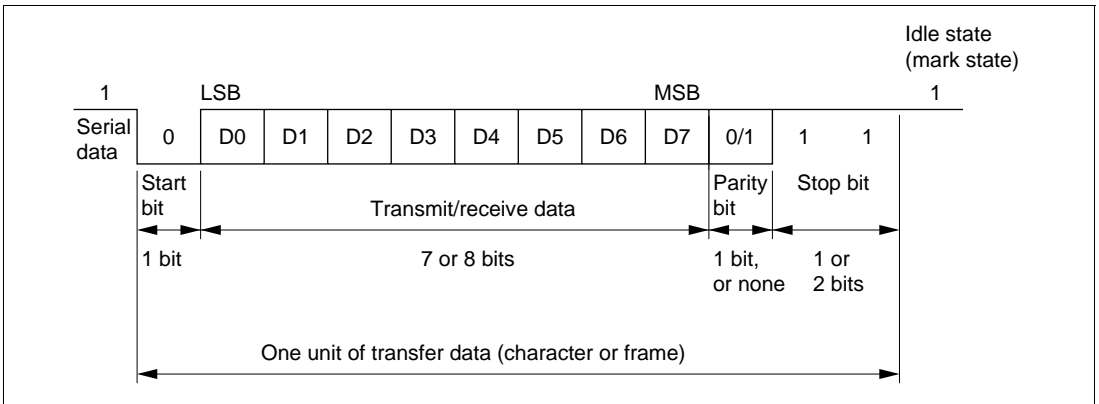 Idle state
(mark state)
1 LSB MSB 1
Serial
data
0 D0 D1 D2 D3 D4 D5 D6 D7 0/1 1 1
Start
bit
Transmit/receive data
Parity
bit
Stop bit
1 bit
7 or 8 bits
1 bit,
or none
1 or
2 bits
One unit of transfer data (character or frame)